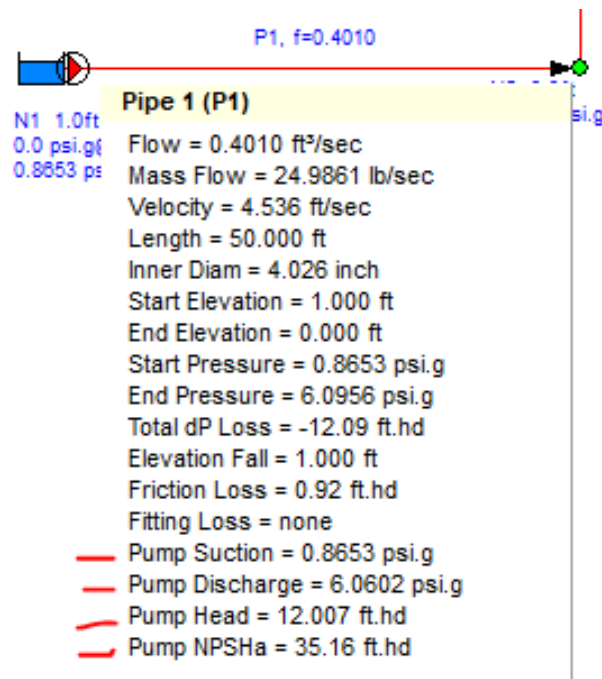 P1, f=0.4010
N1 1.0ft
0.0 psi.g
0.8653 ps
si.g
Pipe 1 (P1)
Flow = 0.4010 ft³/sec
Mass Flow = 24.9861 lb/sec
Velocity = 4.536 ft/sec
Length = 50.000 ft
Inner Diam = 4.026 inch
Start Elevation = 1.000 ft
End Elevation = 0.000 ft
Start Pressure = 0.8653 psi.g
End Pressure = 6.0956 psi.g
Total dP Loss = -12.09 ft.hd
Elevation Fall = 1.000 ft
Friction Loss = 0.92 ft.hd
Fitting Loss = none
Pump Suction = 0.8653 psi.g
Pump Discharge = 6.0602 psi.g
Pump Head = 12.007 ft.hd
Pump NPSHa = 35.16 ft.hd